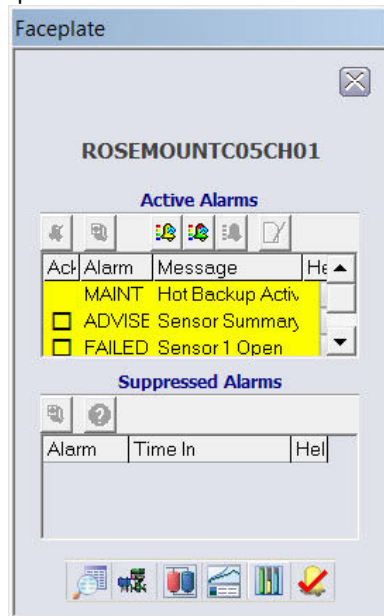 Faceplate
ROSEMOUNTC05CH01
Active Alarms
Ack Alarm Message He
MAINT Hot Backup Activ
ADVISE Sensor Summary
FAILED Sensor 1 Open
Suppressed Alarms
Alarm Time In Hel